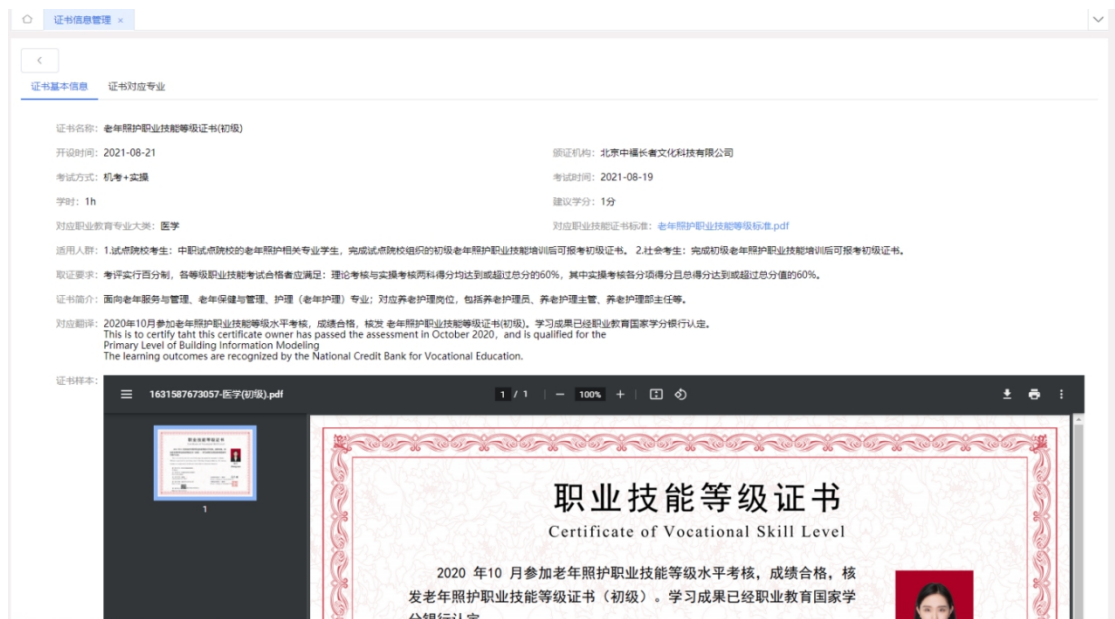 证书信息管理 ×
证书基本信息 证书对应专业
证书名称: 老年照护职业技能等级证书(初级)
开设时间: 2021-08-21 颁证机构: 北京中福长者文化科技有限公司
考试方式: 机考+实操 考试时间: 2021-08-19
学时: 1h 建议学分: 1分
对应职业教育专业大类: 医学 对应职业技能证书标准: 老年照护职业技能等级标准.pdf
适用人群: 1.试点院校考生：中职试点院校的老年照护相关专业学生，完成试点院校组织的初级老年照护职业技能培训后可报考初级证书。 2.社会考生：完成初级老年照护职业技能培训后可报考初级证书。
取证要求: 考评实行百分制，各等级职业技能考试合格者应满足：理论考核与实操考核两科得分均达到或超过总分的60%，其中实操考核各分项得分且总得分达到或超过总分值的60%。
证书简介: 面向老年服务与管理、老年保健与管理、护理（老年护理）专业；对应养老护理岗位，包括养老护理员、养老护理主管、养老护理部主任等。
对应翻译: 2020年10月参加老年照护职业技能等级水平考核，成绩合格，核发 老年照护职业技能等级证书(初级)。学习成果已经职业教育国家学分银行认定。
This is to certify taht this certificate owner has passed the assessment in October 2020，and is qualified for the
Primary Level of Building Information Modeling
The learning outcomes are recognized by the National Credit Bank for Vocational Education.
证书样本:
1631587673057-医学(初级).pdf 1 / 1 − 100% +
1
职业技能等级证书
Certificate of Vocational Skill Level
2020 年10 月参加老年照护职业技能等级水平考核，成绩合格，核
发老年照护职业技能等级证书（初级）。学习成果已经职业教育国家学
分银行认定